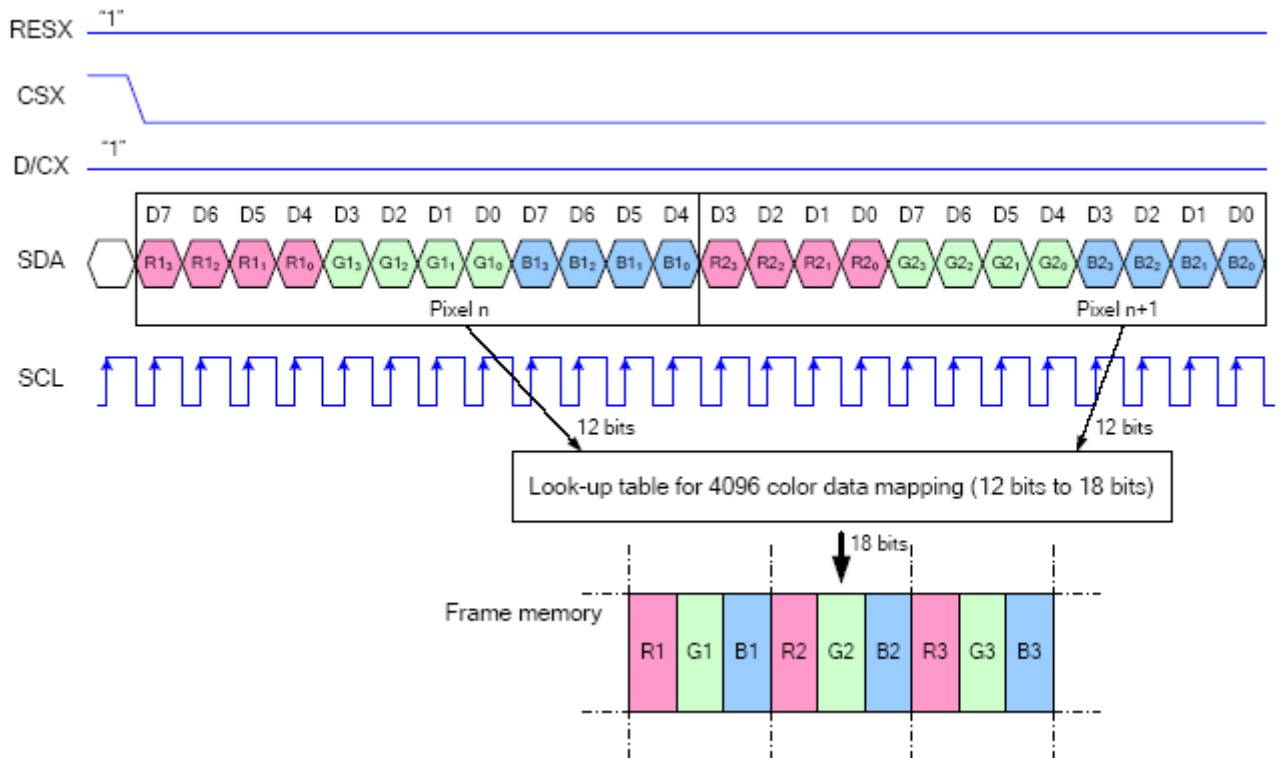 RESX "1"
CSX
D/CX "1"
D7 D6 D5 D4 D3 D2 D1 D0 D7 D6 D5 D4 D3 D2 D1 D0 D7 D6 D5 D4 D3 D2 D1 D0
SDA R1₃ R1₂ R1₁ R1₀ G1₃ G1₂ G1₁ G1₀ B1₃ B1₂ B1₁ B1₀ R2₃ R2₂ R2₁ R2₀ G2₃ G2₂ G2₁ G2₀ B2₃ B2₂ B2₁ B2₀
Pixel n Pixel n+1
SCL
12 bits 12 bits
Look-up table for 4096 color data mapping (12 bits to 18 bits)
18 bits
Frame memory
R1 G1 B1 R2 G2 B2 R3 G3 B3